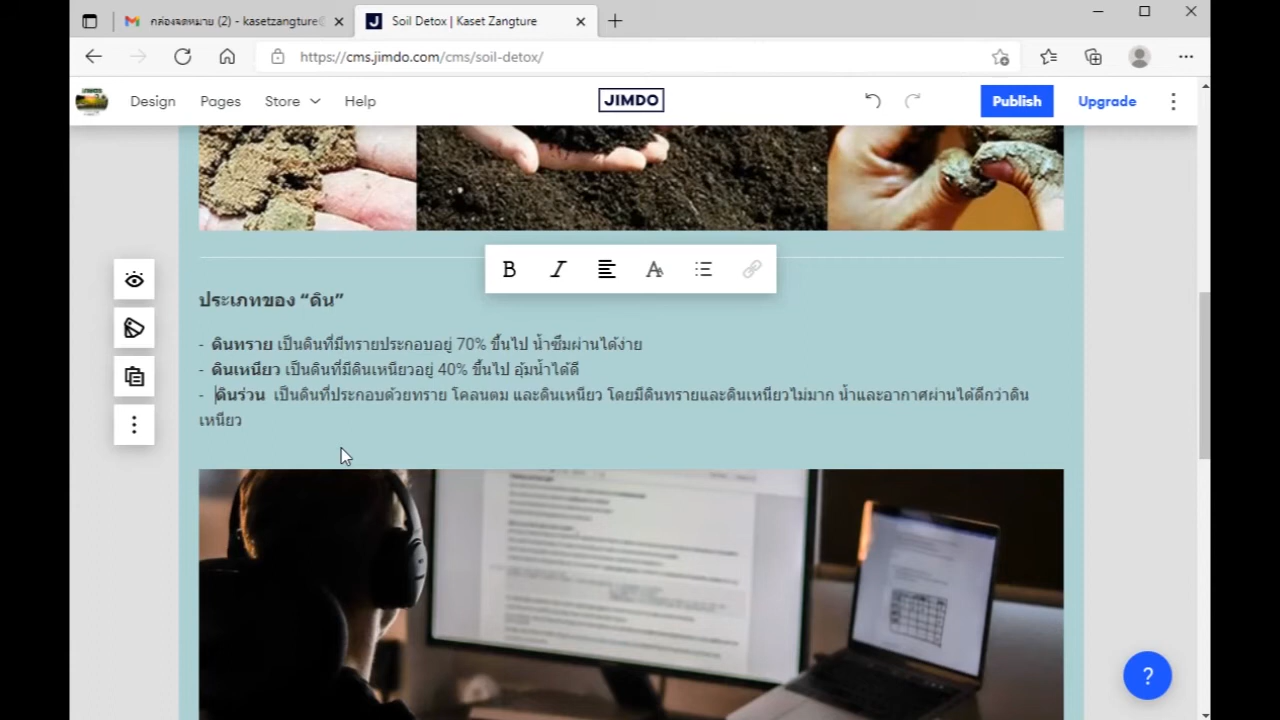 กล่องจดหมาย (2) - kasetzangture
Soil Detox | Kaset Zangture
https://cms.jimdo.com/cms/soil-detox/
Design Pages Store Help JIMDO Publish Upgrade
B I
ประเภทของ “ดิน”
- ดินทราย เป็นดินที่มีทรายประกอบอยู่ 70% ขึ้นไป น้ำซึมผ่านได้ง่าย
- ดินเหนียว เป็นดินที่มีดินเหนียวอยู่ 40% ขึ้นไป อุ้มน้ำได้ดี
- ดินร่วน เป็นดินที่ประกอบด้วยทราย โคลนตม และดินเหนียว โดยมีดินทรายและดินเหนียวไม่มาก น้ำและอากาศผ่านได้ดีกว่าดิน
เหนียว
?